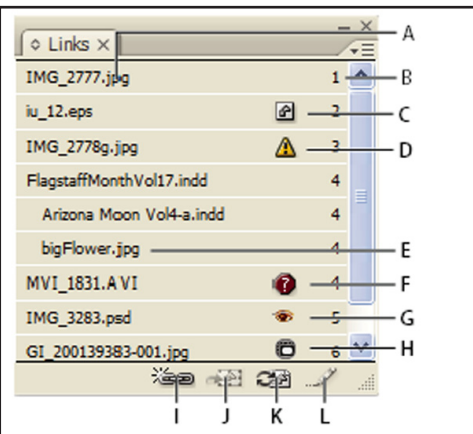 Links
A
IMG_2777.jpg 1 B
iu_12.eps 2 C
IMG_2778g.jpg 3 D
FlagstaffMonthVol17.indd 4
Arizona Moon Vol4-a.indd 4
bigFlower.jpg 4 E
MVI_1831.AVI 4 F
IMG_3283.psd 5 G
GI_200139383-001.jpg 6 H
I J K L